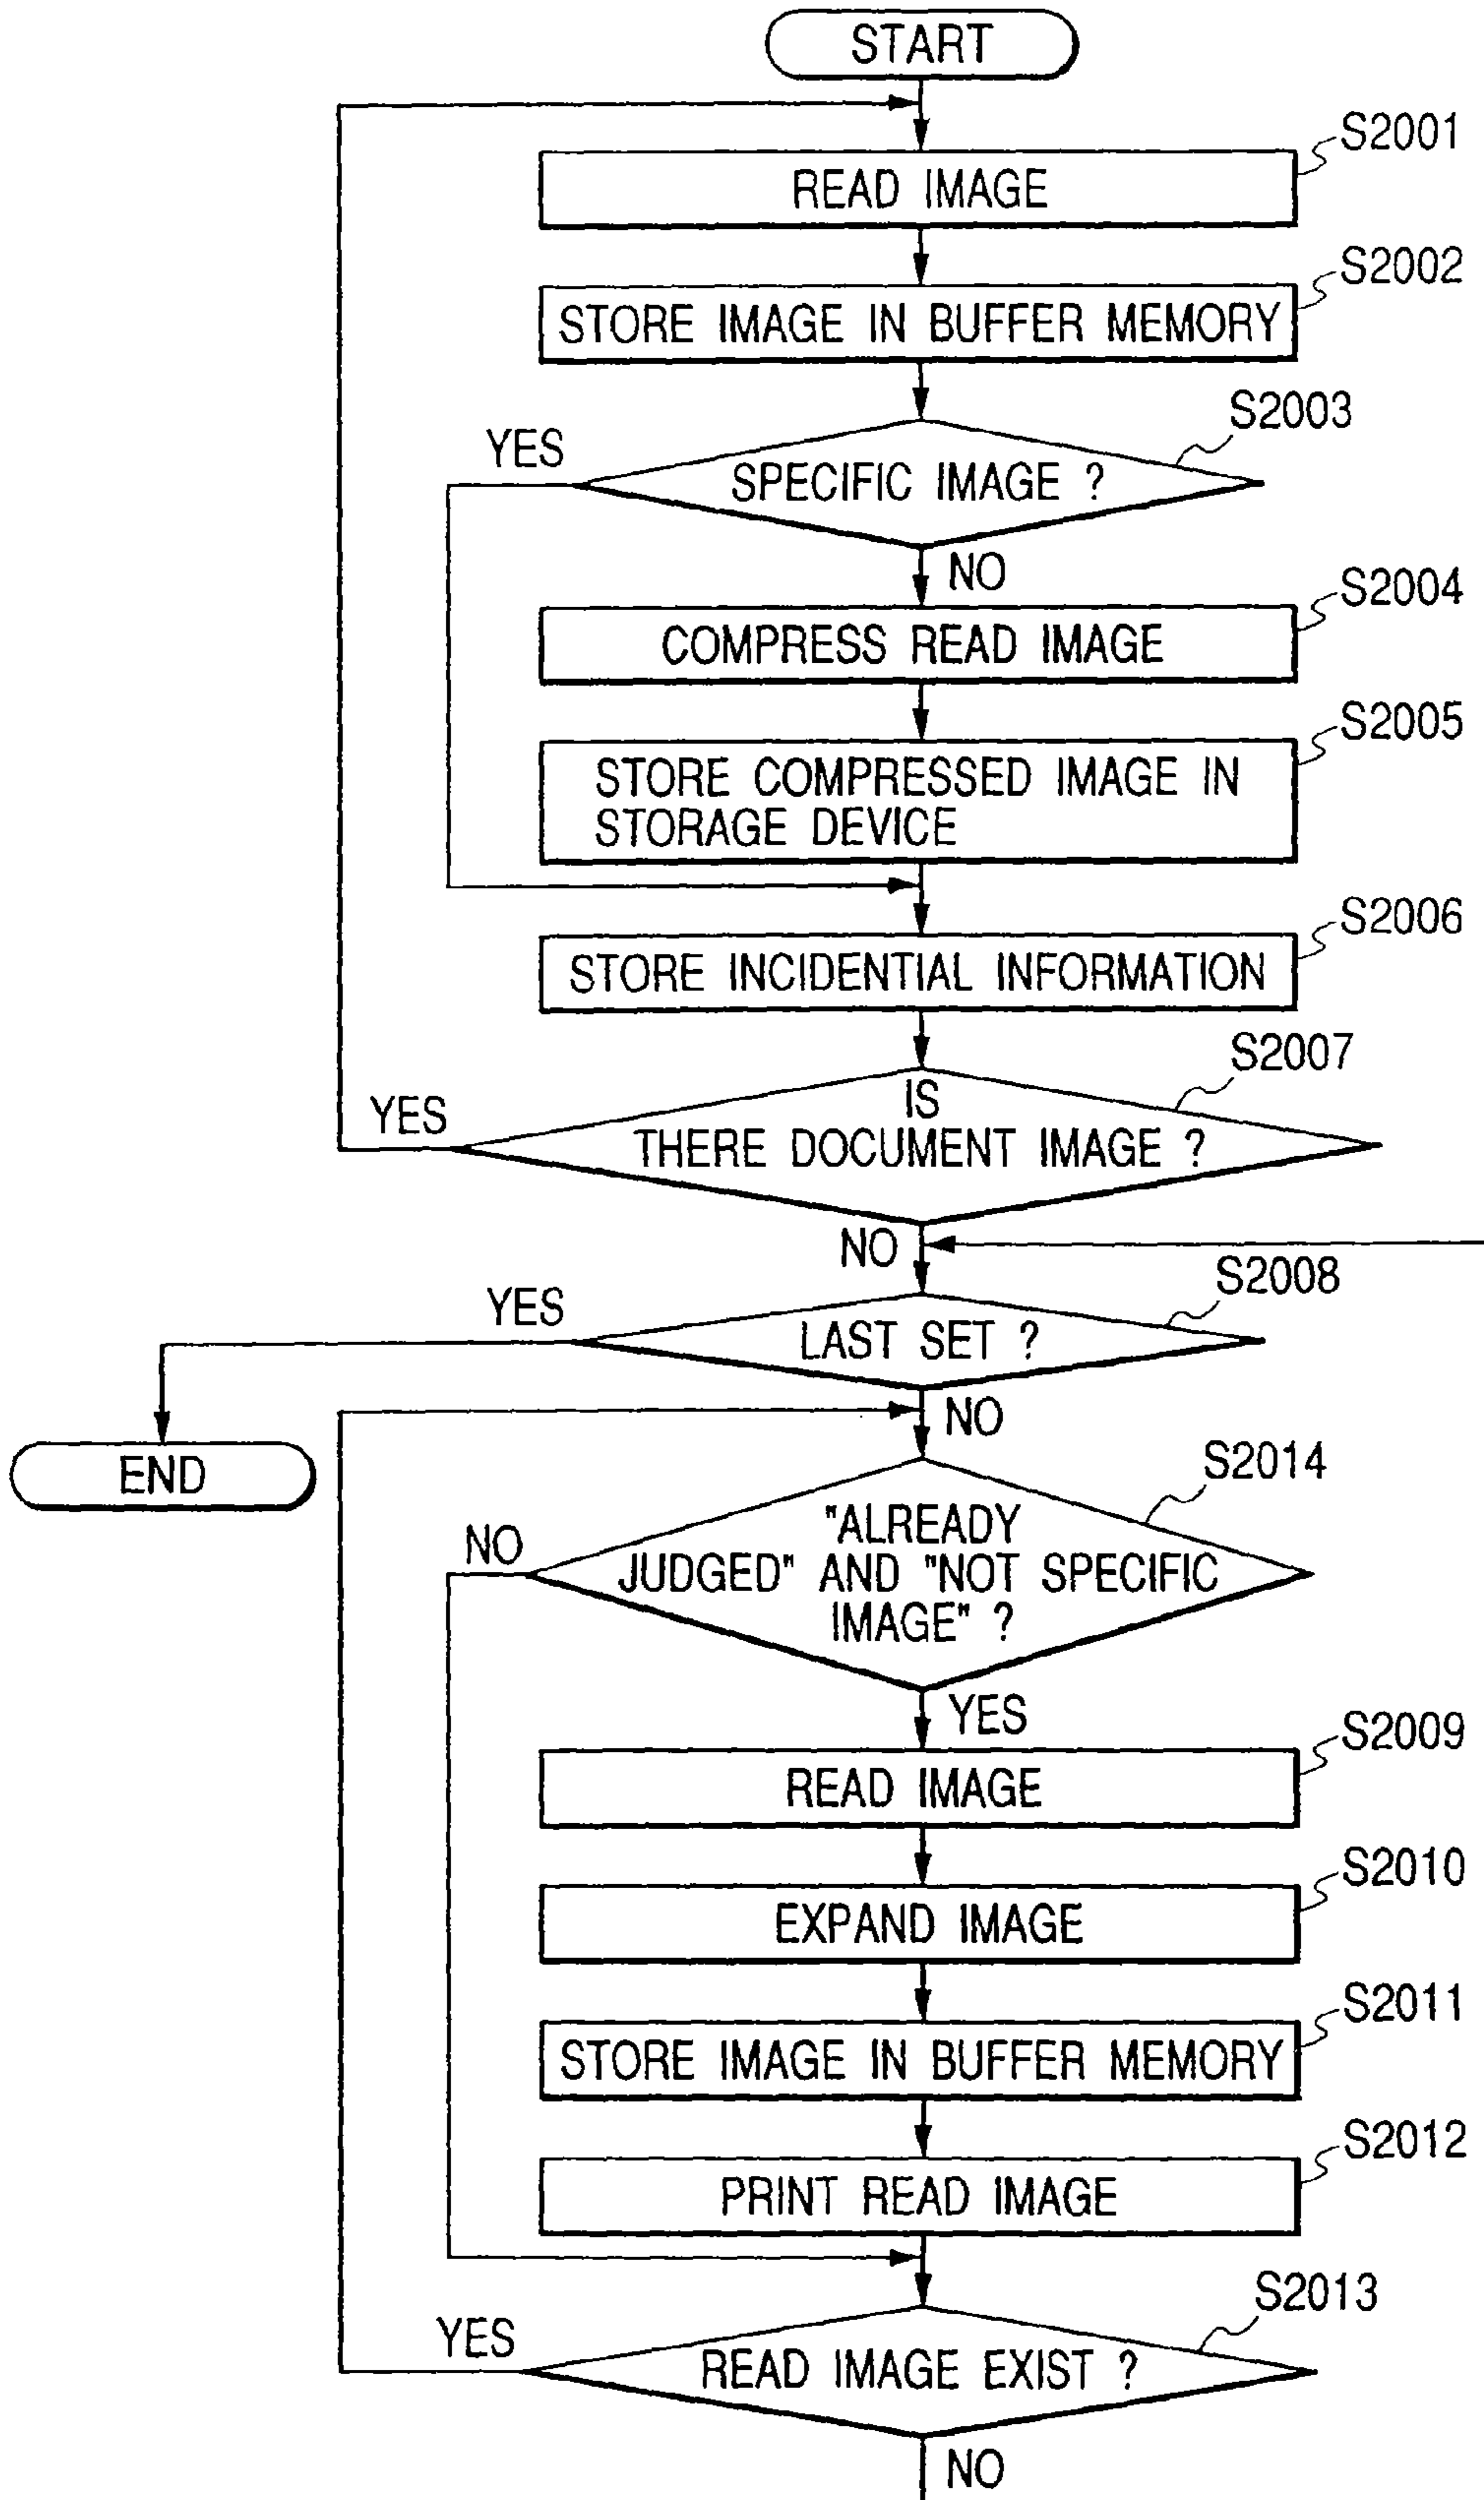 START
S2001
READ IMAGE
S2002
STORE IMAGE IN BUFFER MEMORY
S2003
YES
SPECIFIC IMAGE ?
NO
S2004
COMPRESS READ IMAGE
S2005
STORE COMPRESSED IMAGE IN
STORAGE DEVICE
S2006
STORE INCIDENTIAL INFORMATION
S2007
IS
YES
THERE DOCUMENT IMAGE ?
NO
S2008
YES
LAST SET ?
NO
END
S2014
"ALREADY
NO
JUDGED" AND "NOT SPECIFIC
IMAGE" ?
YES
S2009
READ IMAGE
S2010
EXPAND IMAGE
S2011
STORE IMAGE IN BUFFER MEMORY
S2012
PRINT READ IMAGE
S2013
YES
READ IMAGE EXIST ?
NO